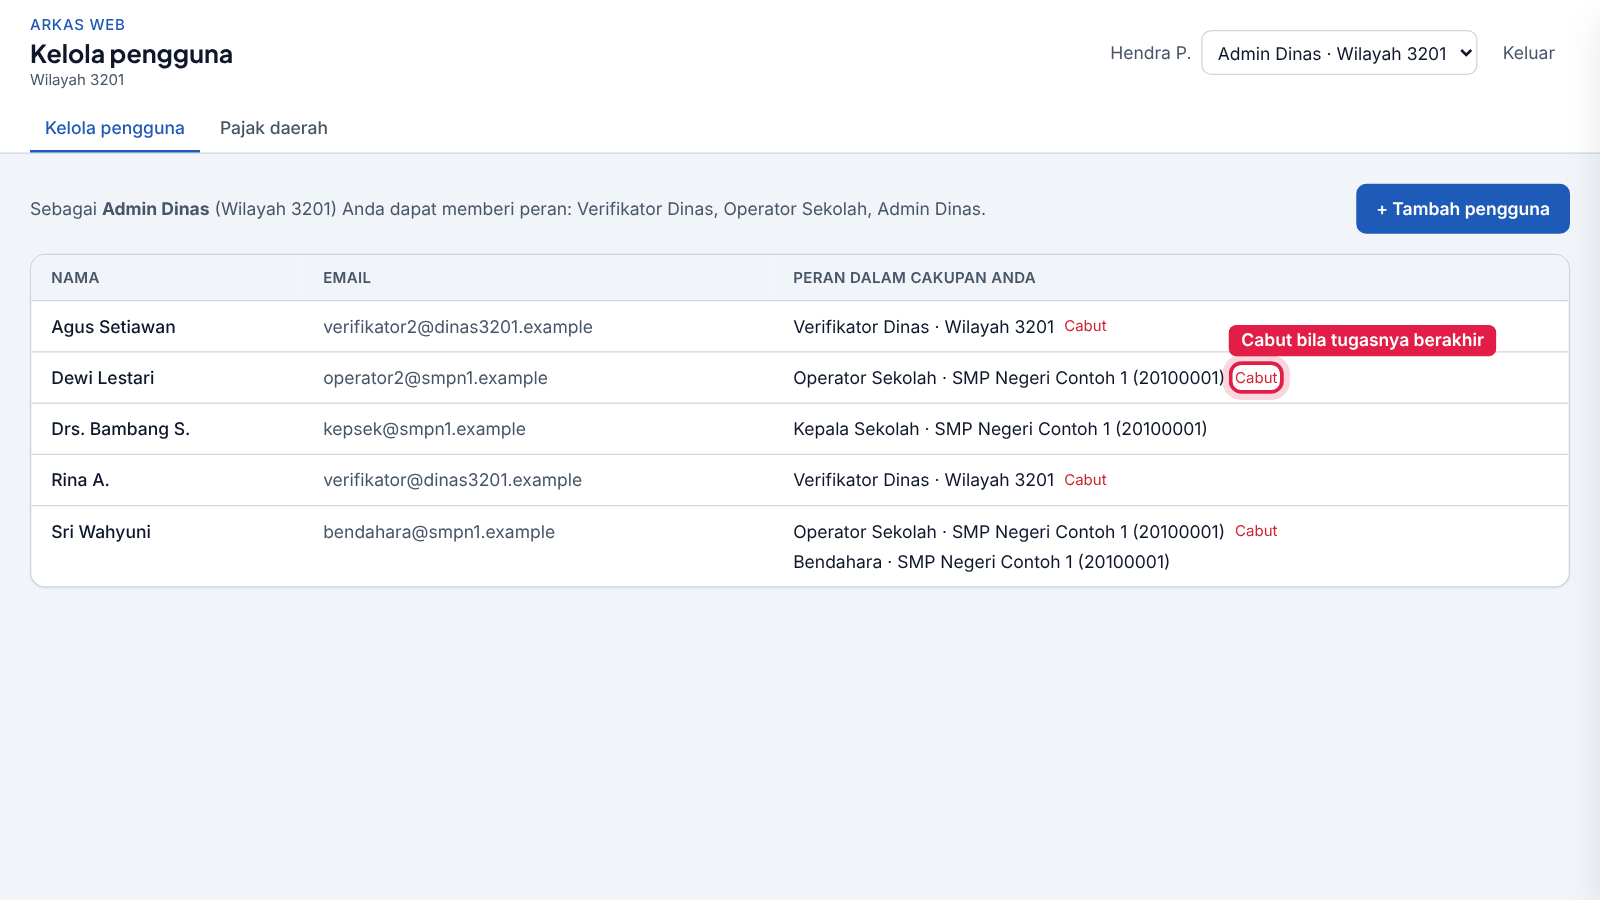 ARKAS WEB
Kelola pengguna
Wilayah 3201
Hendra P.
Admin Dinas · Wilayah 3201
Keluar
Kelola pengguna
Pajak daerah
Sebagai Admin Dinas (Wilayah 3201) Anda dapat memberi peran: Verifikator Dinas, Operator Sekolah, Admin Dinas.
+ Tambah pengguna
NAMA EMAIL PERAN DALAM CAKUPAN ANDA
Agus Setiawan verifikator2@dinas3201.example Verifikator Dinas · Wilayah 3201 Cabut
Cabut bila tugasnya berakhir
Dewi Lestari operator2@smpn1.example Operator Sekolah · SMP Negeri Contoh 1 (20100001) Cabut
Drs. Bambang S. kepsek@smpn1.example Kepala Sekolah · SMP Negeri Contoh 1 (20100001)
Rina A. verifikator@dinas3201.example Verifikator Dinas · Wilayah 3201 Cabut
Sri Wahyuni bendahara@smpn1.example Operator Sekolah · SMP Negeri Contoh 1 (20100001) Cabut
Bendahara · SMP Negeri Contoh 1 (20100001)